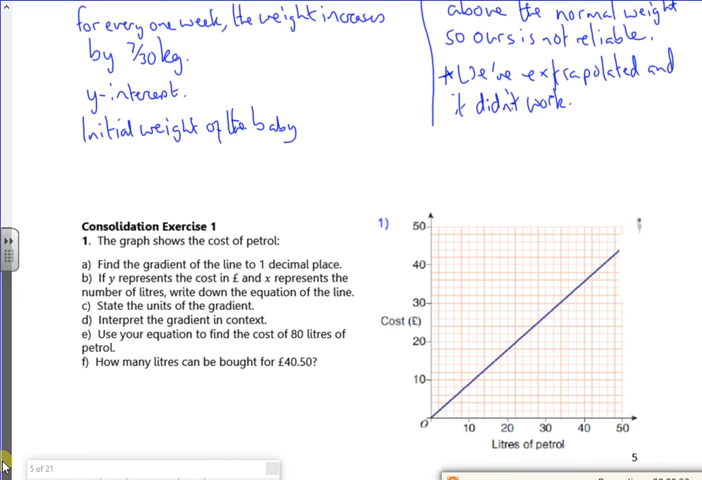 for every one week, the weight increases
by 7/30 kg.
y-interest.
Initial weight of the baby
above the normal weight
so ours is not reliable.
*We've extrapolated and
it didn't work.
Consolidation Exercise 1
1. The graph shows the cost of petrol:
a) Find the gradient of the line to 1 decimal place.
b) If y represents the cost in £ and x represents the
number of litres, write down the equation of the line.
c) State the units of the gradient.
d) Interpret the gradient in context.
e) Use your equation to find the cost of 80 litres of
petrol.
f) How many litres can be bought for £40.50?
1)
50
40
30
Cost (£)
20
10
O
10 20 30 40 50
Litres of petrol
5
5 of 21